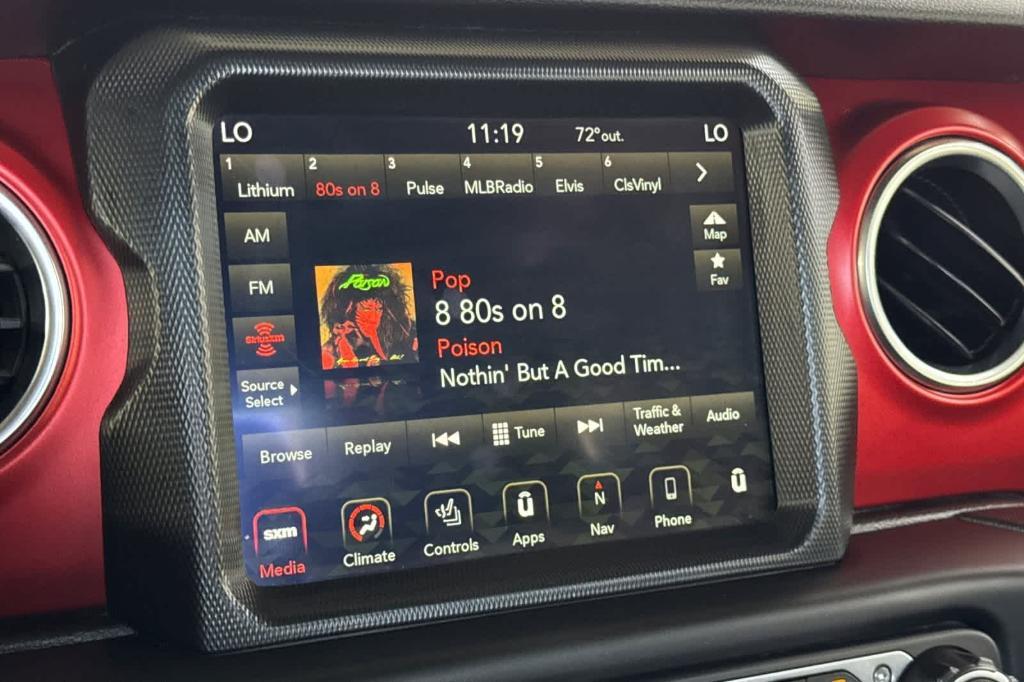 LO 11:19 72°out. LO
1 Lithium 2 80s on 8 3 Pulse 4 MLBRadio 5 Elvis 6 ClsVinyl
AM
Map
FM
Fav
SiriusXM
Source
Select
Poison
Pop
8 80s on 8
Poison
Nothin' But A Good Tim...
Browse Replay Tune Traffic &
Weather Audio
sxm
Media
Climate
Controls
Apps
N
Nav
Phone